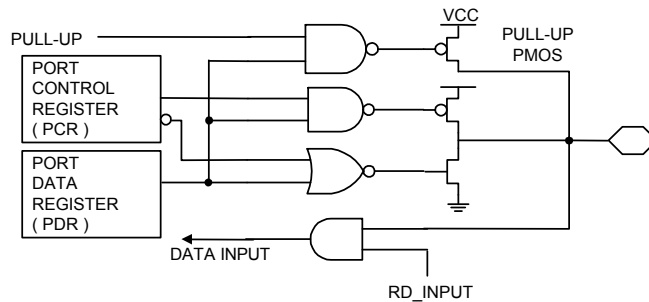 VCC
PULL-UP
PULL-UP
PMOS
PORT
CONTROL
REGISTER
( PCR )
PORT
DATA
REGISTER
( PDR )
DATA INPUT
RD_INPUT